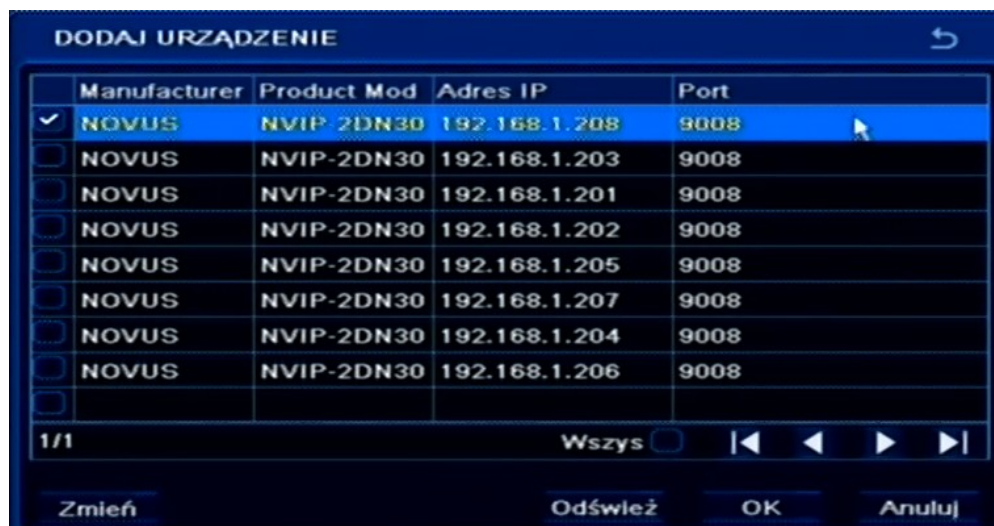 DODAJ URZĄDZENIE
Manufacturer Product Mod Adres IP Port
NOVUS NVIP-2DN30 192.168.1.208 9008
NOVUS NVIP-2DN30 192.168.1.203 9008
NOVUS NVIP-2DN30 192.168.1.201 9008
NOVUS NVIP-2DN30 192.168.1.202 9008
NOVUS NVIP-2DN30 192.168.1.205 9008
NOVUS NVIP-2DN30 192.168.1.207 9008
NOVUS NVIP-2DN30 192.168.1.204 9008
NOVUS NVIP-2DN30 192.168.1.206 9008
1/1 Wszys
Zmień Odśwież OK Anuluj